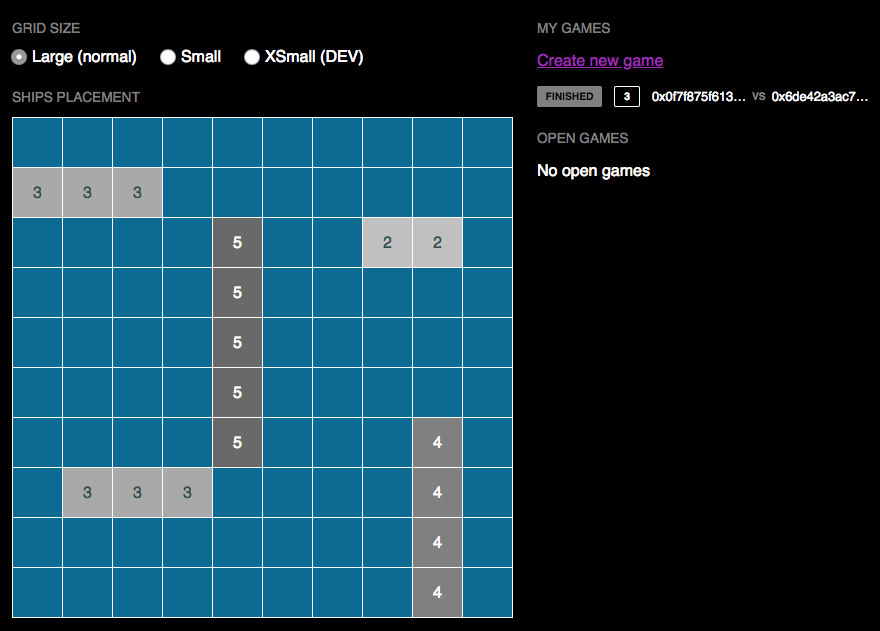 GRID SIZE
Large (normal) Small XSmall (DEV)
SHIPS PLACEMENT
3 3 3
5 2 2
5
5
5
5 4
3 3 3 4
4
4
MY GAMES
Create new game
FINISHED 3 0x0f7f875f613... VS 0x6de42a3ac7...
OPEN GAMES
No open games